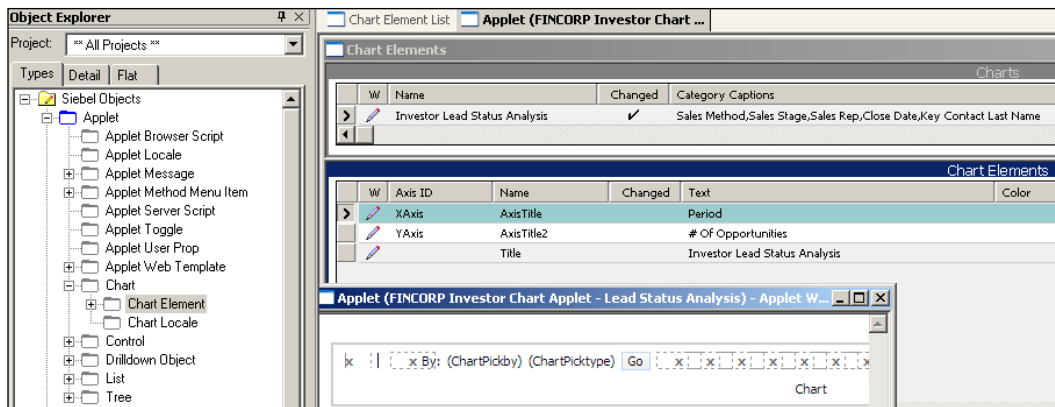 Object Explorer
Project: ** All Projects **
Types Detail Flat
Siebel Objects
Applet
Applet Browser Script
Applet Locale
Applet Message
Applet Method Menu Item
Applet Server Script
Applet Toggle
Applet User Prop
Applet Web Template
Chart
Chart Element
Chart Locale
Control
Drilldown Object
List
Tree
Chart Element List Applet (FINCORP Investor Chart ...
Chart Elements
Charts
W Name Changed Category Captions
Investor Lead Status Analysis ✓ Sales Method,Sales Stage,Sales Rep,Close Date,Key Contact Last Name
Chart Elements
W Axis ID Name Changed Text Color
XAxis AxisTitle Period
YAxis AxisTitle2 # Of Opportunities
Title Investor Lead Status Analysis
Applet (FINCORP Investor Chart Applet - Lead Status Analysis) - Applet W...
x x By: (ChartPickby) (ChartPicktype) Go x x x x x x x
Chart